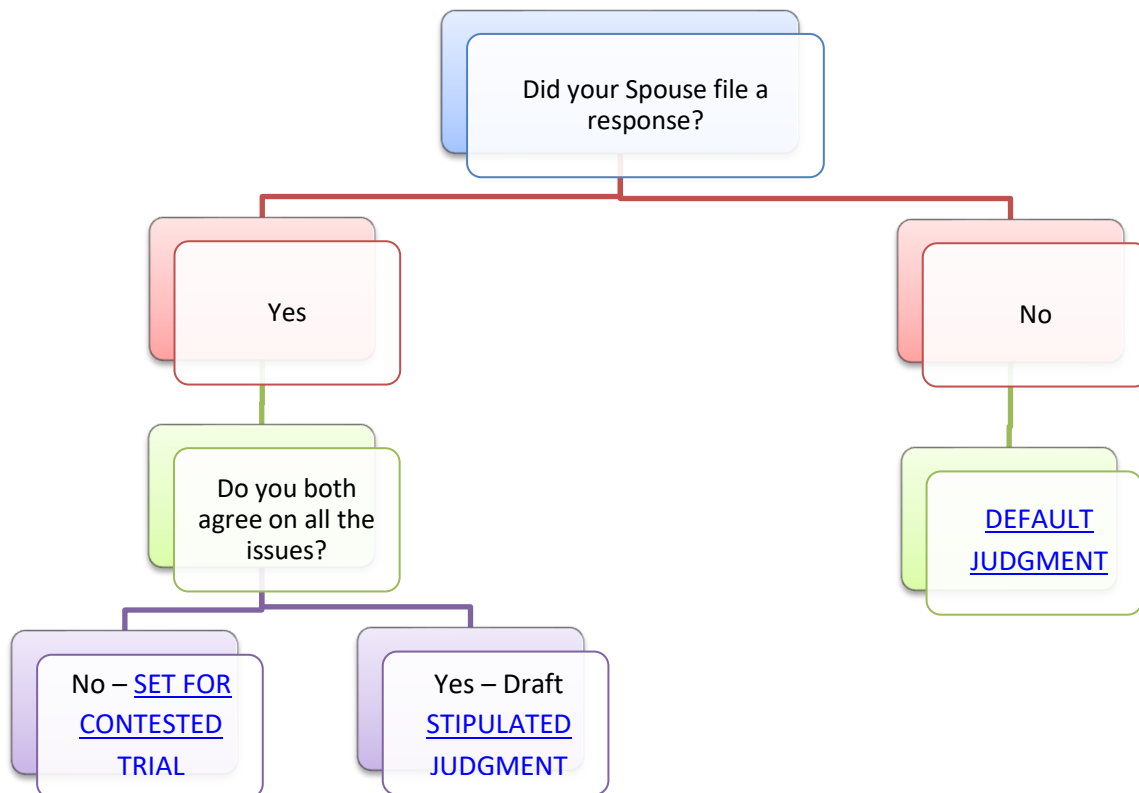 Did your Spouse file a
response?
Yes
No
Do you both
agree on all the
issues?
DEFAULT
JUDGMENT
No – SET FOR
CONTESTED
TRIAL
Yes – Draft
STIPULATED
JUDGMENT